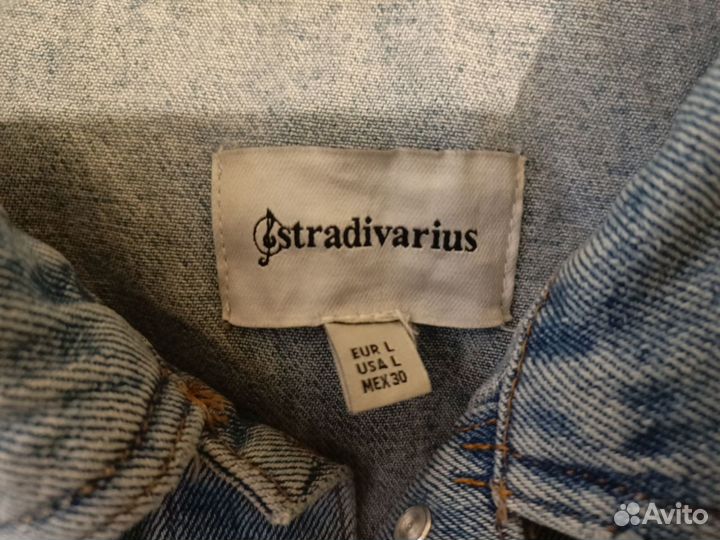 stradivarius
EUR L
USA L
MEX 30
Avito